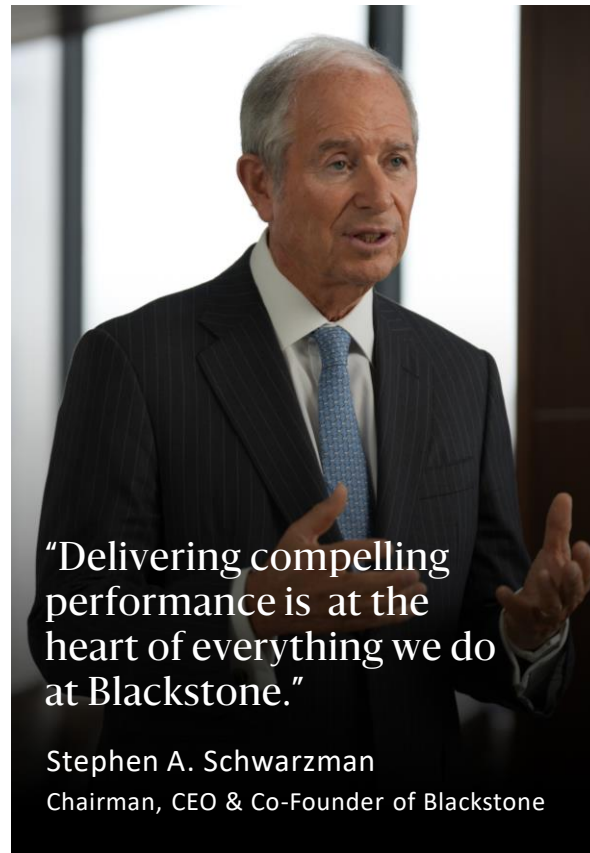 “Delivering compelling
performance is at the
heart of everything we do
at Blackstone.”
Stephen A. Schwarzman
Chairman, CEO & Co-Founder of Blackstone